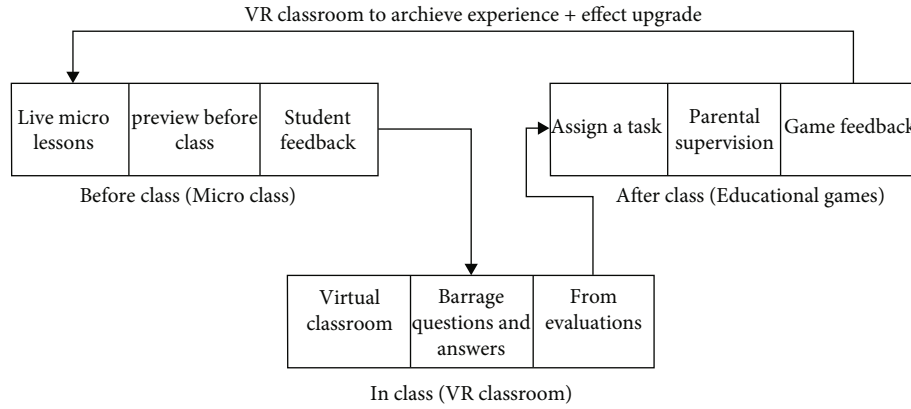 VR classroom to archieve experience + effect upgrade
Live micro
lessons
preview before
class
Student
feedback
Before class (Micro class)
Assign a task
Parental
supervision
Game feedback
After class (Educational games)
Virtual
classroom
Barrage
questions and
answers
From
evaluations
In class (VR classroom)